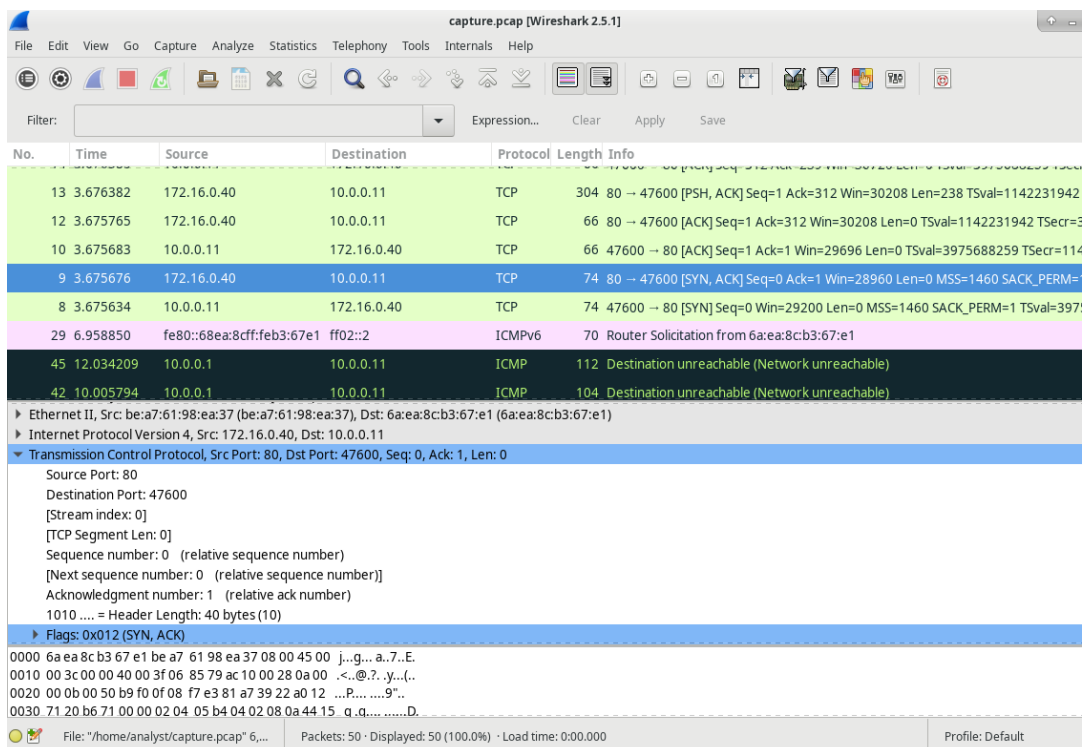 capture.pcap [Wireshark 2.5.1]
File Edit View Go Capture Analyze Statistics Telephony Tools Internals Help
Filter: Expression... Clear Apply Save
No. Time Source Destination Protocol Length Info
13 3.676382 172.16.0.40 10.0.0.11 TCP 304 80 → 47600 [PSH, ACK] Seq=1 Ack=312 Win=30208 Len=238 TSval=1142231942
12 3.675765 172.16.0.40 10.0.0.11 TCP 66 80 → 47600 [ACK] Seq=1 Ack=312 Win=30208 Len=0 TSval=1142231942 TSecr=3
10 3.675683 10.0.0.11 172.16.0.40 TCP 66 47600 → 80 [ACK] Seq=1 Ack=1 Win=29696 Len=0 TSval=3975688259 TSecr=114
9 3.675676 172.16.0.40 10.0.0.11 TCP 74 80 → 47600 [SYN, ACK] Seq=0 Ack=1 Win=28960 Len=0 MSS=1460 SACK_PERM=1
8 3.675634 10.0.0.11 172.16.0.40 TCP 74 47600 → 80 [SYN] Seq=0 Win=29200 Len=0 MSS=1460 SACK_PERM=1 TSval=3975
29 6.958850 fe80::68ea:8cff:feb3:67e1 ff02::2 ICMPv6 70 Router Solicitation from 6a:ea:8c:b3:67:e1
45 12.034209 10.0.0.1 10.0.0.11 ICMP 112 Destination unreachable (Network unreachable)
42 10.005794 10.0.0.1 10.0.0.11 ICMP 104 Destination unreachable (Network unreachable)
Ethernet II, Src: be:a7:61:98:ea:37 (be:a7:61:98:ea:37), Dst: 6a:ea:8c:b3:67:e1 (6a:ea:8c:b3:67:e1)
Internet Protocol Version 4, Src: 172.16.0.40, Dst: 10.0.0.11
Transmission Control Protocol, Src Port: 80, Dst Port: 47600, Seq: 0, Ack: 1, Len: 0
Source Port: 80
Destination Port: 47600
[Stream index: 0]
[TCP Segment Len: 0]
Sequence number: 0 (relative sequence number)
[Next sequence number: 0 (relative sequence number)]
Acknowledgment number: 1 (relative ack number)
1010 .... = Header Length: 40 bytes (10)
Flags: 0x012 (SYN, ACK)
0000 6a ea 8c b3 67 e1 be a7 61 98 ea 37 08 00 45 00 j...g... a..7..E.
0010 00 3c 00 00 40 00 3f 06 85 79 ac 10 00 28 0a 00 .<..@.?. .y...(..
0020 00 0b 00 50 b9 f0 0f 08 f7 e3 81 a7 39 22 a0 12 ...P.... ....9"..
0030 71 20 b6 71 00 00 02 04 05 b4 04 02 08 0a 44 15 q .q.... ......D.
File: "/home/analyst/capture.pcap" 6,... Packets: 50 · Displayed: 50 (100.0%) · Load time: 0:00.000 Profile: Default